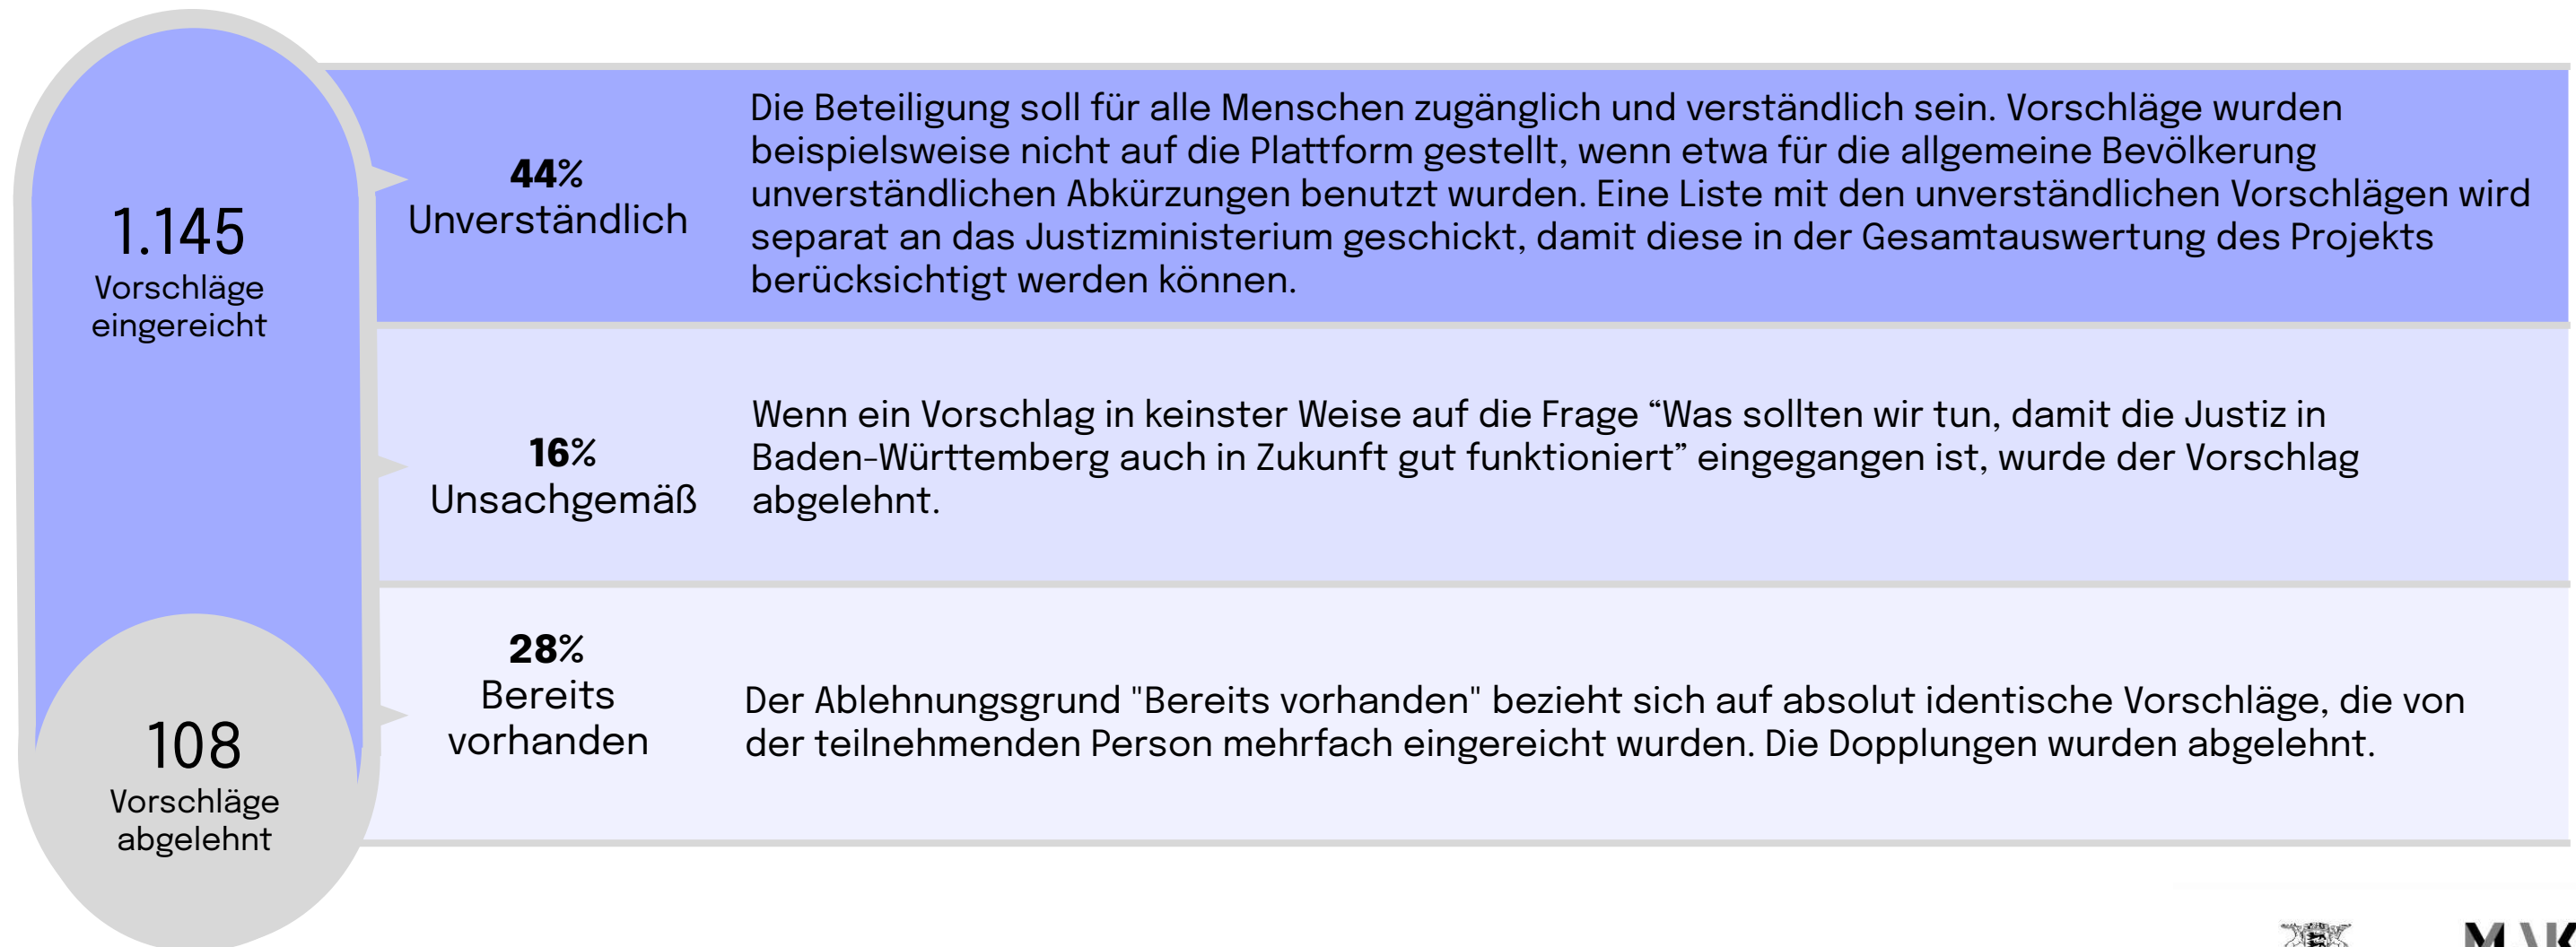 1.145
Vorschläge
eingereicht
108
Vorschläge
abgelehnt
44%
Unverständlich
Die Beteiligung soll für alle Menschen zugänglich und verständlich sein. Vorschläge wurden
beispielsweise nicht auf die Plattform gestellt, wenn etwa für die allgemeine Bevölkerung
unverständlichen Abkürzungen benutzt wurden. Eine Liste mit den unverständlichen Vorschlägen wird
separat an das Justizministerium geschickt, damit diese in der Gesamtauswertung des Projekts
berücksichtigt werden können.
16%
Unsachgemäß
Wenn ein Vorschlag in keinster Weise auf die Frage “Was sollten wir tun, damit die Justiz in
Baden-Württemberg auch in Zukunft gut funktioniert” eingegangen ist, wurde der Vorschlag
abgelehnt.
28%
Bereits
vorhanden
Der Ablehnungsgrund "Bereits vorhanden" bezieht sich auf absolut identische Vorschläge, die von
der teilnehmenden Person mehrfach eingereicht wurden. Die Dopplungen wurden abgelehnt.